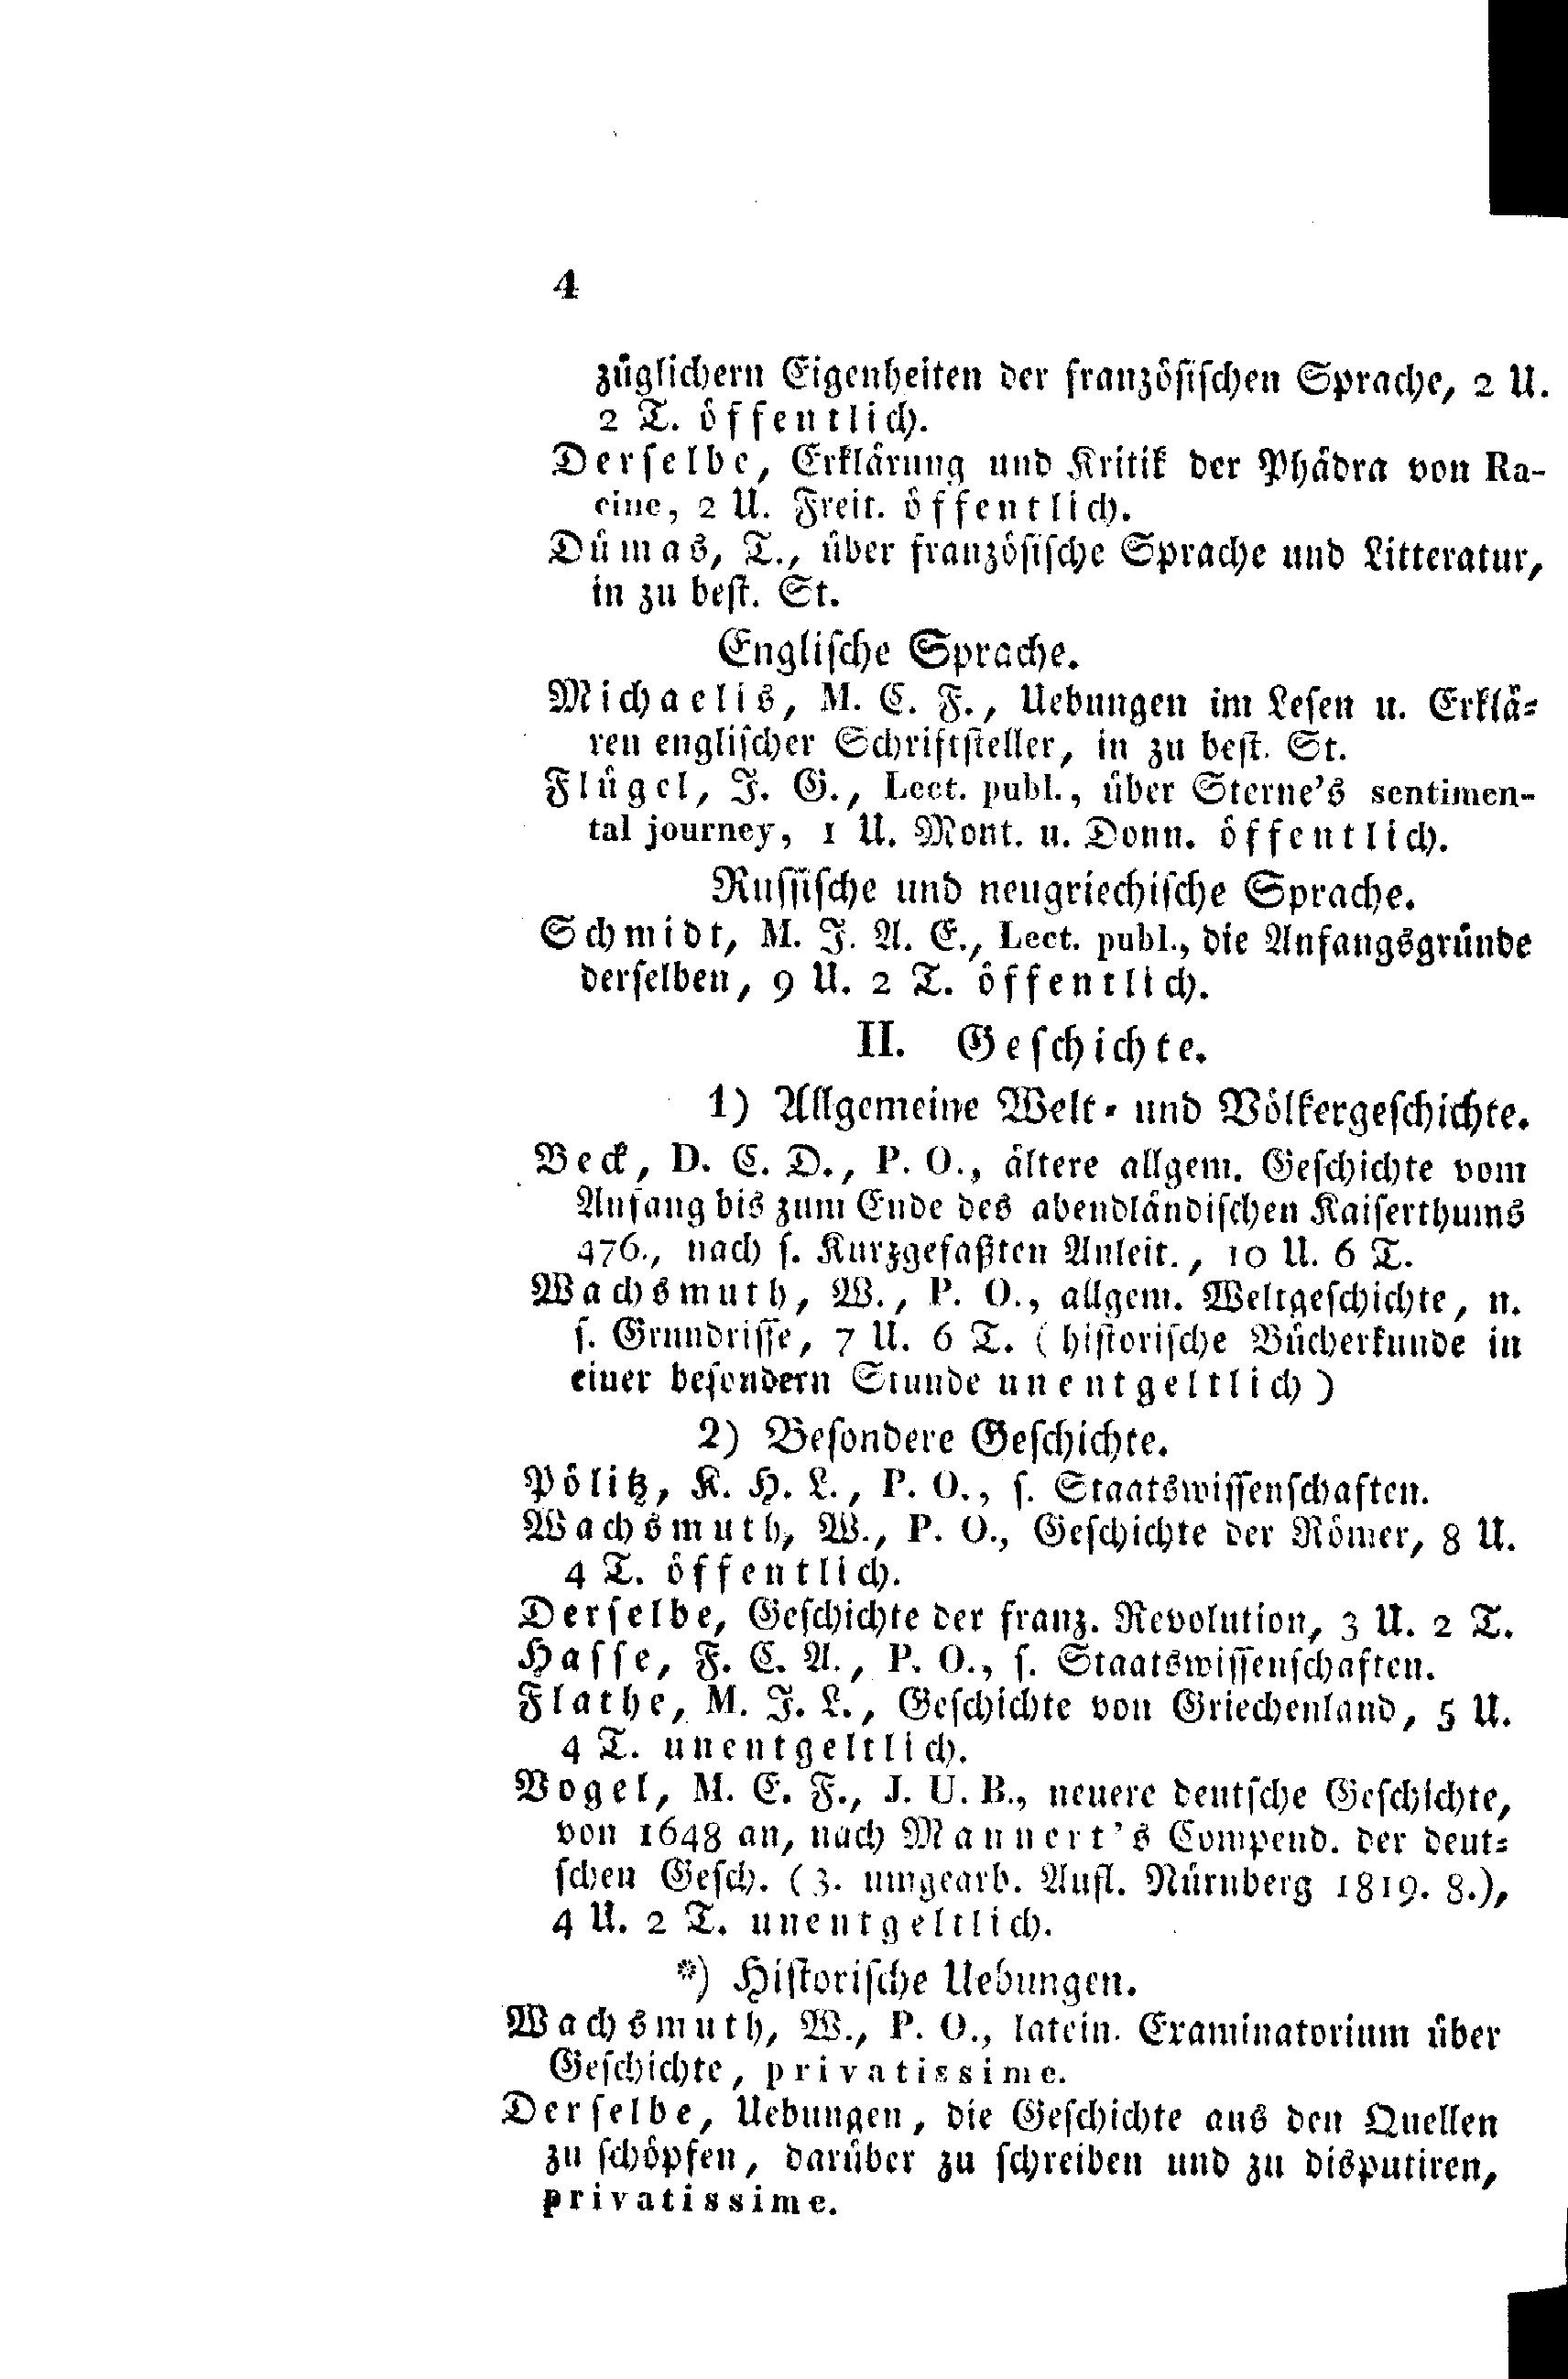 4
züglichern Eigenheiten der französischen Sprache, 2 U.
2 T. öffentlich.
Derselbe, Erklärung und Kritik der Phädra von Ra-
cine, 2 U. Freit. öffentlich.
Dümas, T., über französische Sprache und Litteratur,
in zu best. St.
Englische Sprache.
Michaelis, M. C. F., Uebungen im Lesen u. Erklä-
ren englischer Schriftsteller, in zu best. St.
Flügel, J. G., Lect. publ., über Sterne's sentimen-
tal journey, 1 U. Mont. u. Donn. öffentlich.
Russische und neugriechische Sprache.
Schmidt, M. J. A. E., Lect. publ., die Anfangsgründe
derselben, 9 U. 2 T. öffentlich.
II. Geschichte.
1) Allgemeine Welt- und Völkergeschichte.
Beck, D. C. D., P. O., ältere allgem. Geschichte vom
Anfang bis zum Ende des abendländischen Kaiserthums
476., nach s. Kurzgefaßten Anleit., 10 U. 6 T.
Wachsmuth, W., P. O., allgem. Weltgeschichte, n.
s. Grundrisse, 7 U. 6 T. (historische Bücherkunde in
einer besondern Stunde unentgeltlich)
2) Besondere Geschichte.
Pölitz, K. H. L., P. O., s. Staatswissenschaften.
Wachsmuth, W., P. O., Geschichte der Römer, 8 U.
4 T. öffentlich.
Derselbe, Geschichte der franz. Revolution, 3 U. 2 T.
Hasse, F. C. A., P. O., s. Staatswissenschaften.
Flathe, M. J. L., Geschichte von Griechenland, 5 U.
4 T. unentgeltlich.
Vogel, M. E. F., J. U. B., neuere deutsche Geschichte,
von 1648 an, nach Mannert's Compend. der deut-
schen Gesch. (3. umgearb. Aufl. Nürnberg 1819. 8.),
4 U. 2 T. unentgeltlich.
*) Historische Uebungen.
Wachsmuth, W., P. O., latein. Examinatorium über
Geschichte, privatissime.
Derselbe, Uebungen, die Geschichte aus den Quellen
zu schöpfen, darüber zu schreiben und zu disputiren,
privatissime.